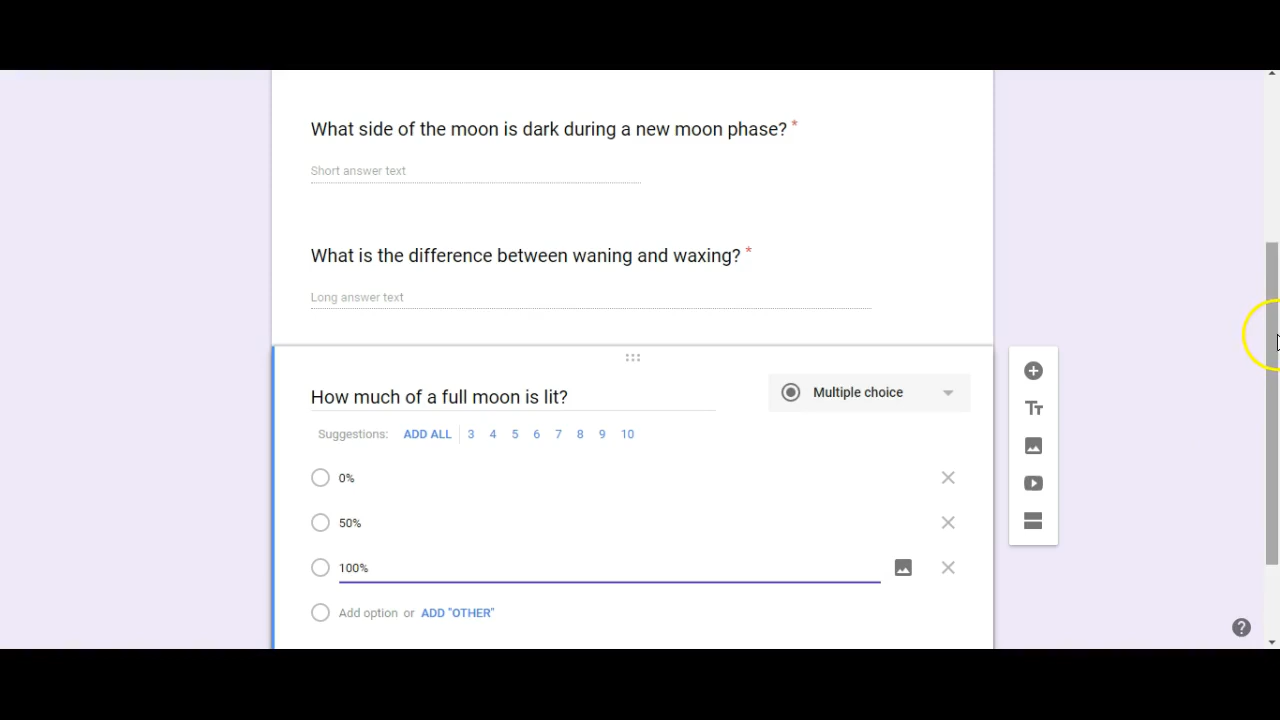 What side of the moon is dark during a new moon phase? *
Short answer text
What is the difference between waning and waxing? *
Long answer text
How much of a full moon is lit?
Multiple choice
Suggestions: ADD ALL 3 4 5 6 7 8 9 10
0%
50%
100%
Add option or ADD "OTHER"